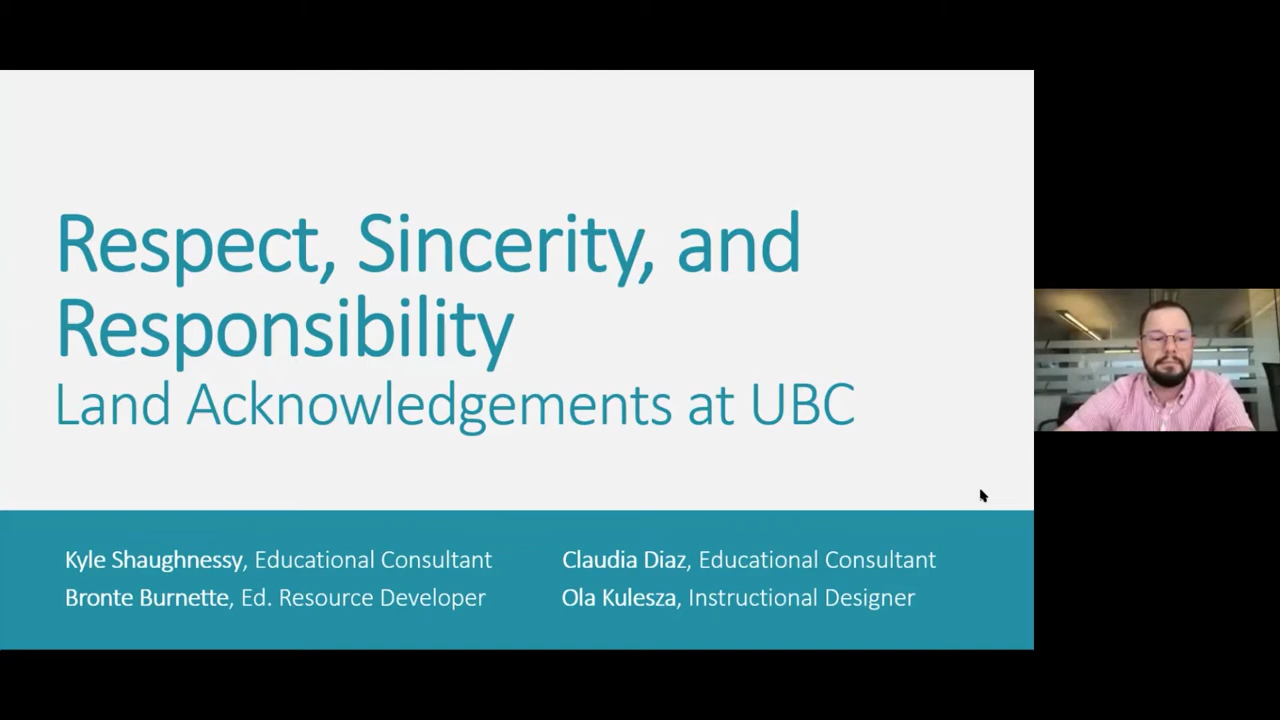 Respect, Sincerity, and
Responsibility
Land Acknowledgements at UBC
Kyle Shaughnessy, Educational Consultant
Bronte Burnette, Ed. Resource Developer
Claudia Diaz, Educational Consultant
Ola Kulesza, Instructional Designer